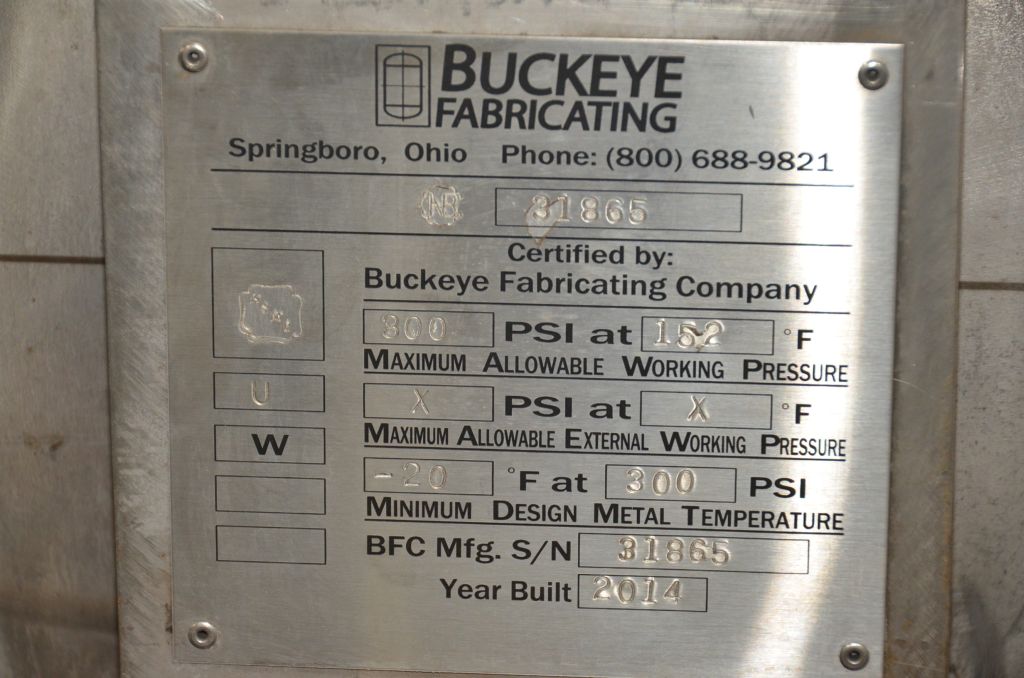 BUCKEYE
FABRICATING
Springboro, Ohio Phone: (800) 688-9821
NB 31865
Certified by:
Buckeye Fabricating Company
300 PSI at 152 °F
MAXIMUM ALLOWABLE WORKING PRESSURE
U X PSI at X °F
W MAXIMUM ALLOWABLE EXTERNAL WORKING PRESSURE
-20 °F at 300 PSI
MINIMUM DESIGN METAL TEMPERATURE
BFC Mfg. S/N 31865
Year Built 2014